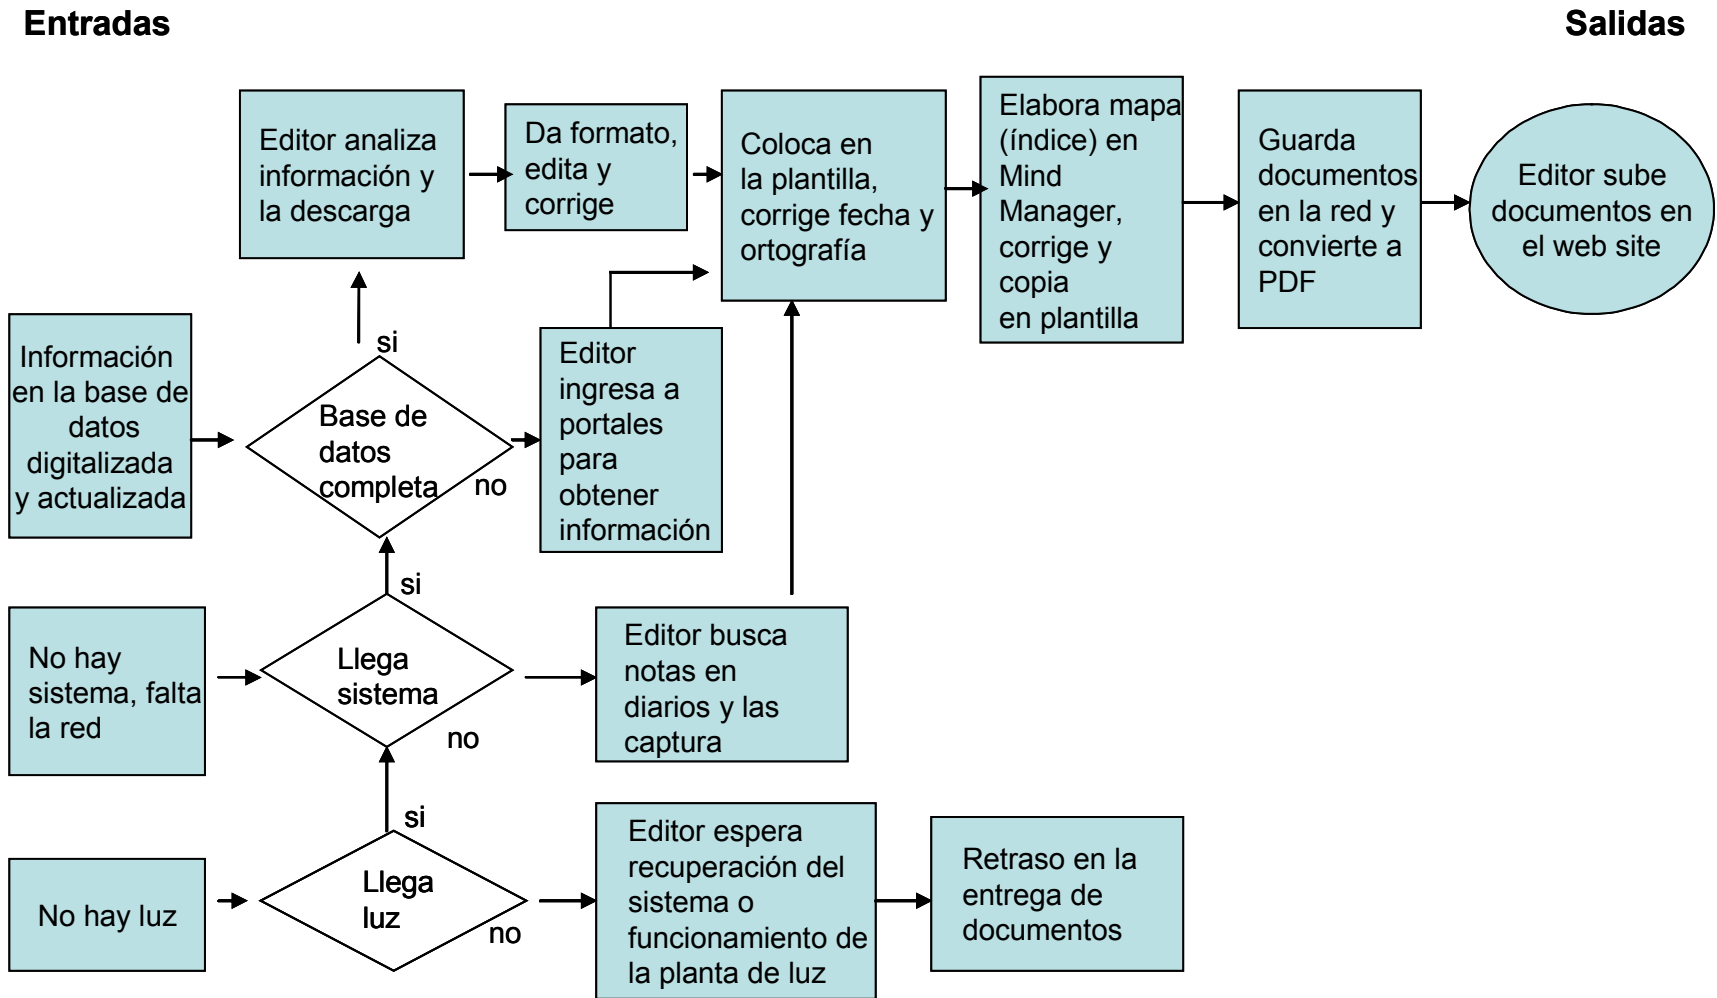 Entradas
Salidas
Editor analiza
información y
la descarga
Da formato,
edita y
corrige
Coloca en
la plantilla,
corrige fecha y
ortografía
Elabora mapa
(índice) en
Mind
Manager,
corrige y
copia
en plantilla
Guarda
documentos
en la red y
convierte a
PDF
Editor sube
documentos en
el web site
Información
en la base de
datos
digitalizada
y actualizada
si
Base de
datos
completa
no
Editor
ingresa a
portales
para
obtener
información
No hay
sistema, falta
la red
si
Llega
sistema
no
Editor busca
notas en
diarios y las
captura
No hay luz
si
Llega
luz
no
Editor espera
recuperación del
sistema o
funcionamiento de
la planta de luz
Retraso en la
entrega de
documentos